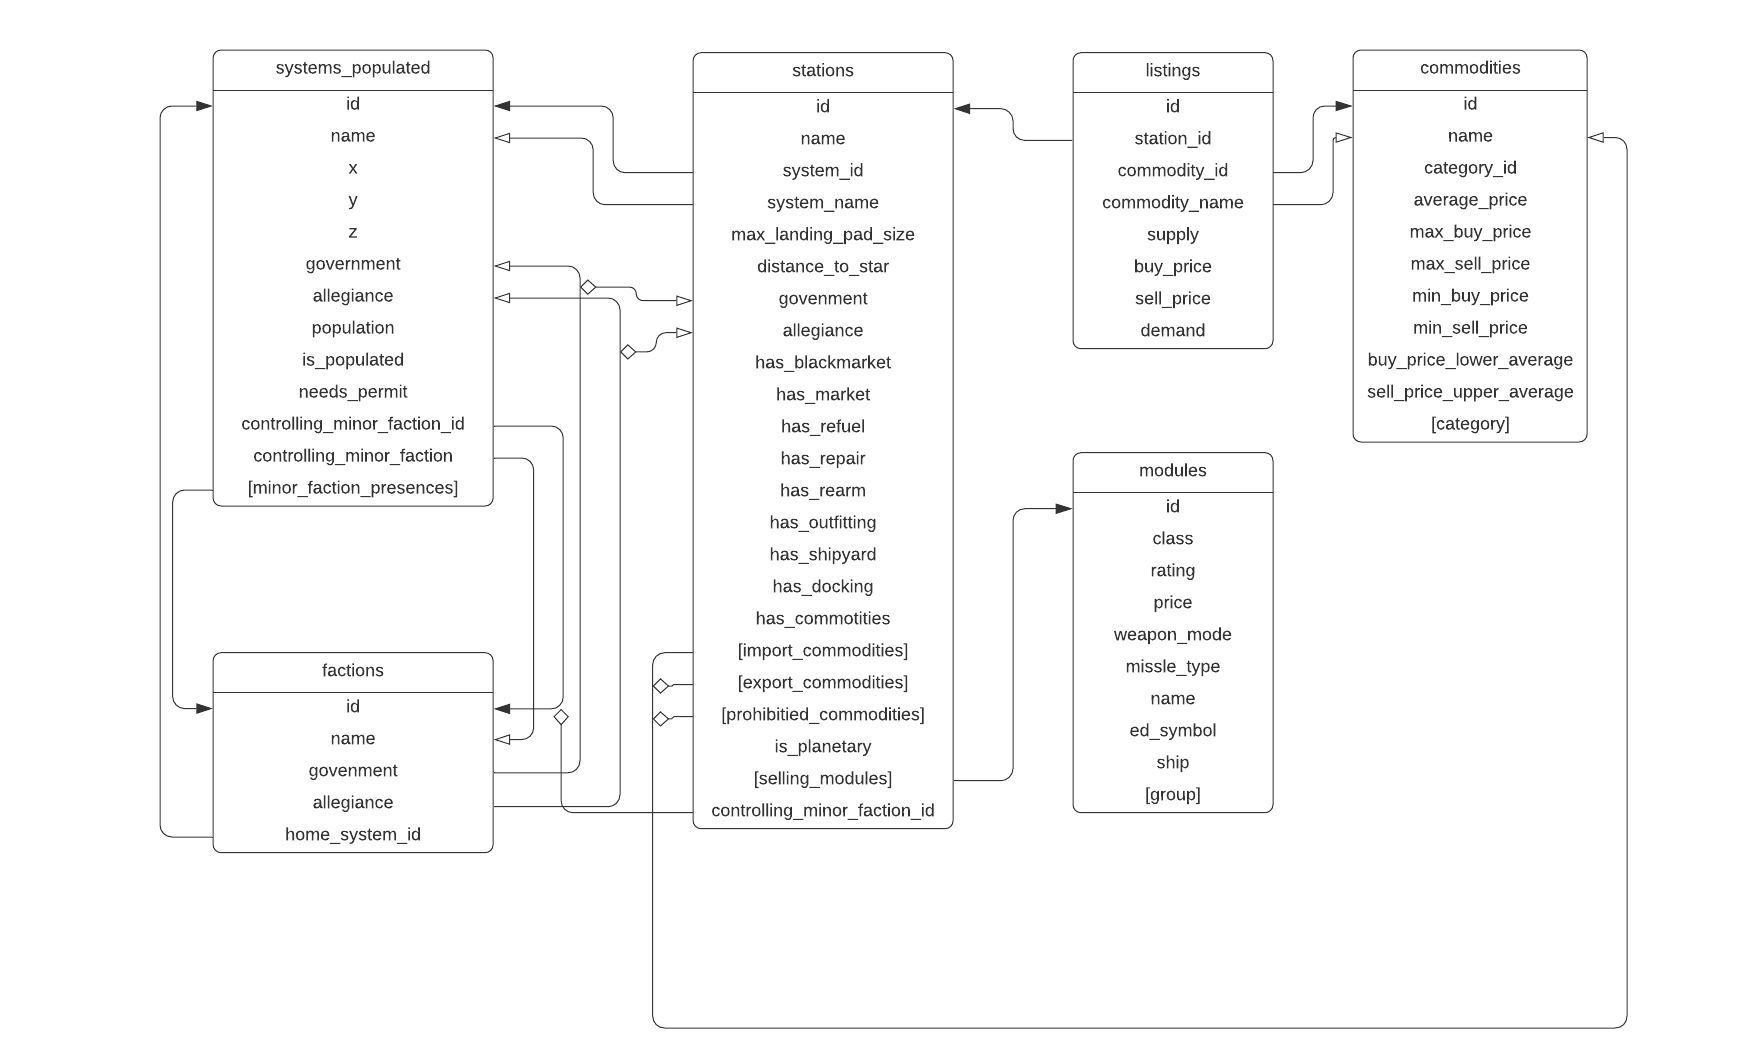 systems_populated
id
name
x
y
z
government
allegiance
population
is_populated
needs_permit
controlling_minor_faction_id
controlling_minor_faction
[minor_faction_presences]
factions
id
name
govenment
allegiance
home_system_id
stations
id
name
system_id
system_name
max_landing_pad_size
distance_to_star
govenment
allegiance
has_blackmarket
has_market
has_refuel
has_repair
has_rearm
has_outfitting
has_shipyard
has_docking
has_commotities
[import_commodities]
[export_commodities]
[prohibitied_commodities]
is_planetary
[selling_modules]
controlling_minor_faction_id
listings
id
station_id
commodity_id
commodity_name
supply
buy_price
sell_price
demand
modules
id
class
rating
price
weapon_mode
missle_type
name
ed_symbol
ship
[group]
commodities
id
name
category_id
average_price
max_buy_price
max_sell_price
min_buy_price
min_sell_price
buy_price_lower_average
sell_price_upper_average
[category]